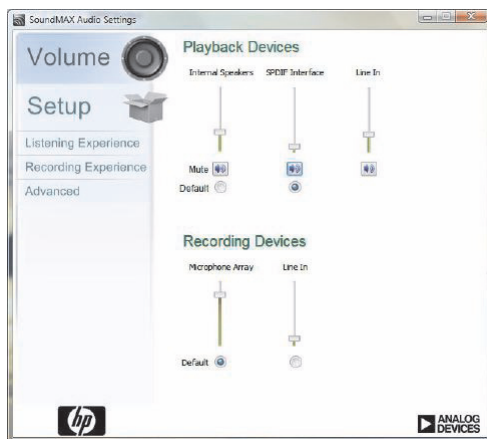 SoundMAX Audio Settings
Volume
Setup
Listening Experience
Recording Experience
Advanced
Playback Devices
Internal Speakers SPDIF Interface Line In
Mute
Default
Recording Devices
Microphone Array Line In
Default
hp
ANALOG
DEVICES